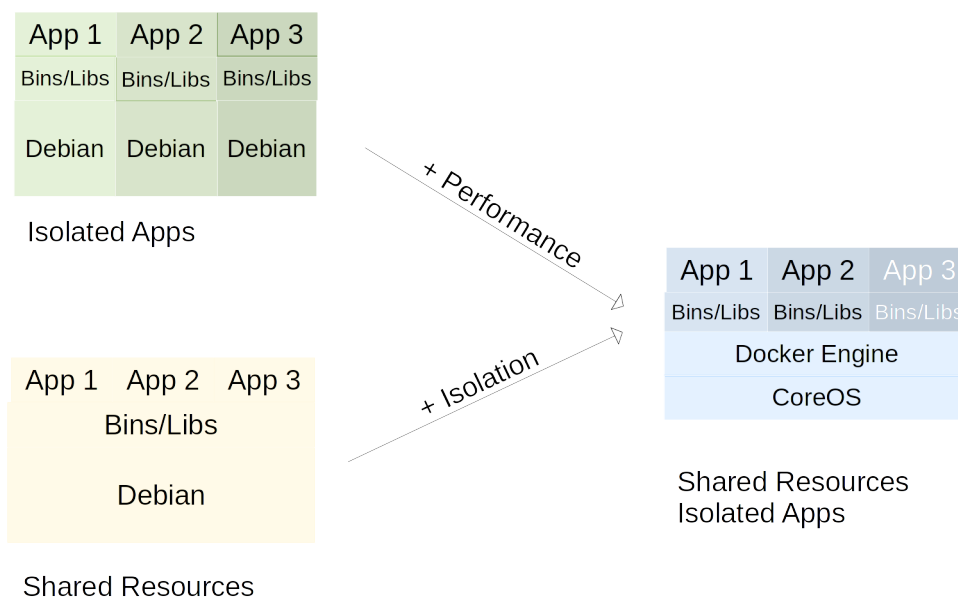 App 1 App 2 App 3
Bins/Libs Bins/Libs Bins/Libs
Debian Debian Debian
Isolated Apps
+ Performance
App 1 App 2 App 3
Bins/Libs Bins/Libs Bins/Libs
Docker Engine
CoreOS
Shared Resources
Isolated Apps
+ Isolation
App 1 App 2 App 3
Bins/Libs
Debian
Shared Resources